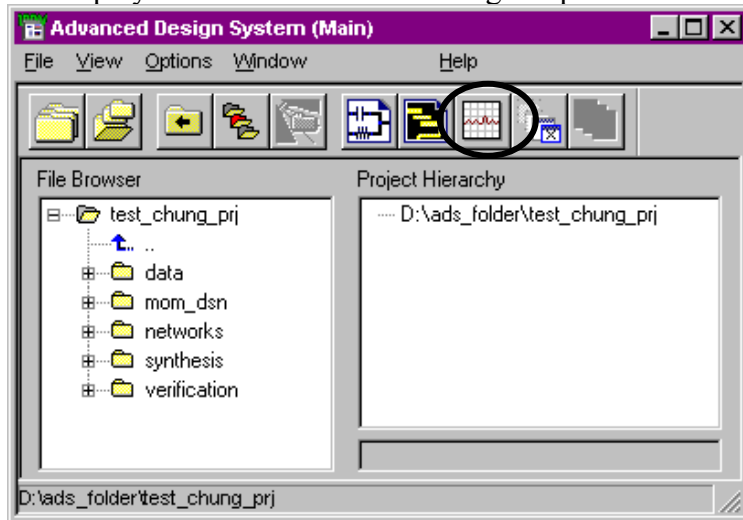 Advanced Design System (Main)
File View Options Window Help
File Browser
Project Hierarchy
test_chung_prj
..
data
mom_dsn
networks
synthesis
verification
D:\ads_folder\test_chung_prj
D:\ads_folder\test_chung_prj